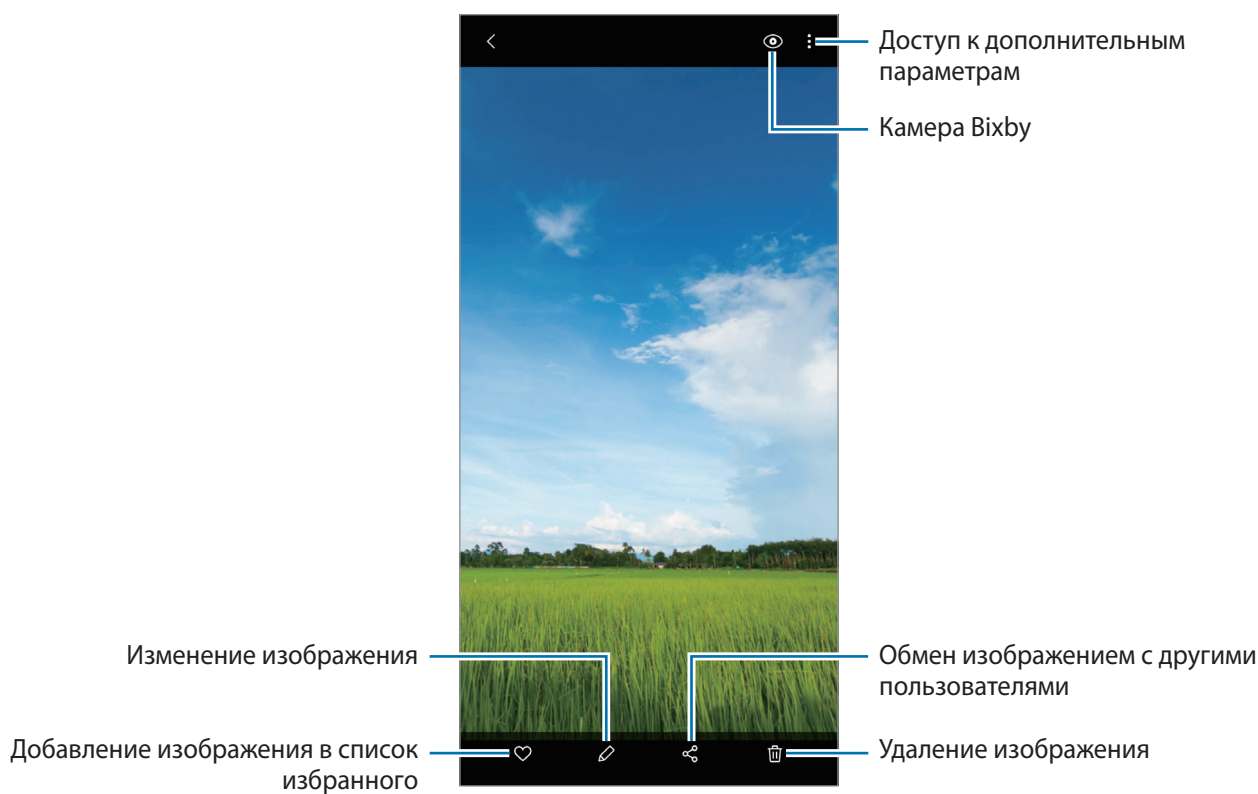 Доступ к дополнительным
параметрам
Камера Bixby
Изменение изображения
Обмен изображением с другими
пользователями
Добавление изображения в список
избранного
Удаление изображения